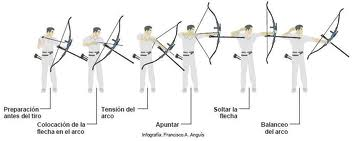 Preparación
antes del tiro
Colocación de la
flecha en el arco
Tensión del
arco
Apuntar
Soltar la
flecha
Balanceo
del arco
Infografía, Francisco A. Anguís